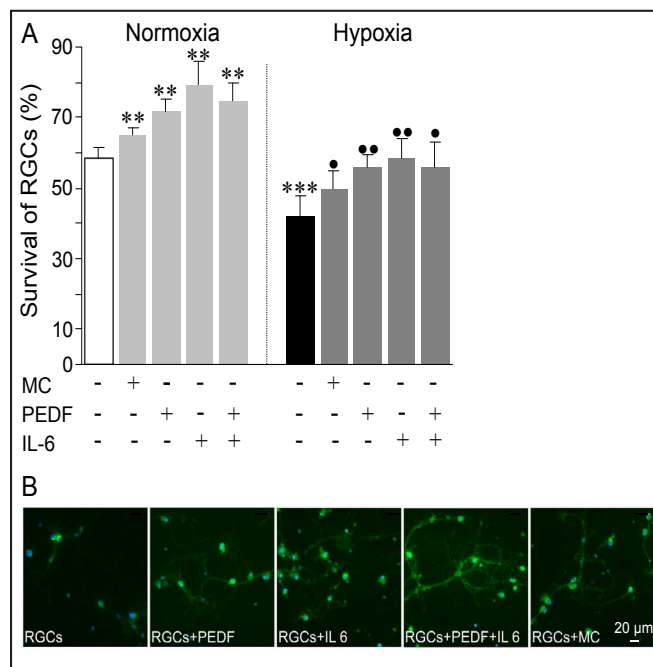 A
Normoxia
Hypoxia
Survival of RGCs (%)
90
70
50
30
10
0
** ** ** **
*** • •• •• •
MC - + - - - - + - - -
PEDF - - + - + - - + - +
IL-6 - - - + + - - - + +
B
RGCs
RGCs+PEDF
RGCs+IL 6
RGCs+PEDF+IL 6
RGCs+MC
20 µm